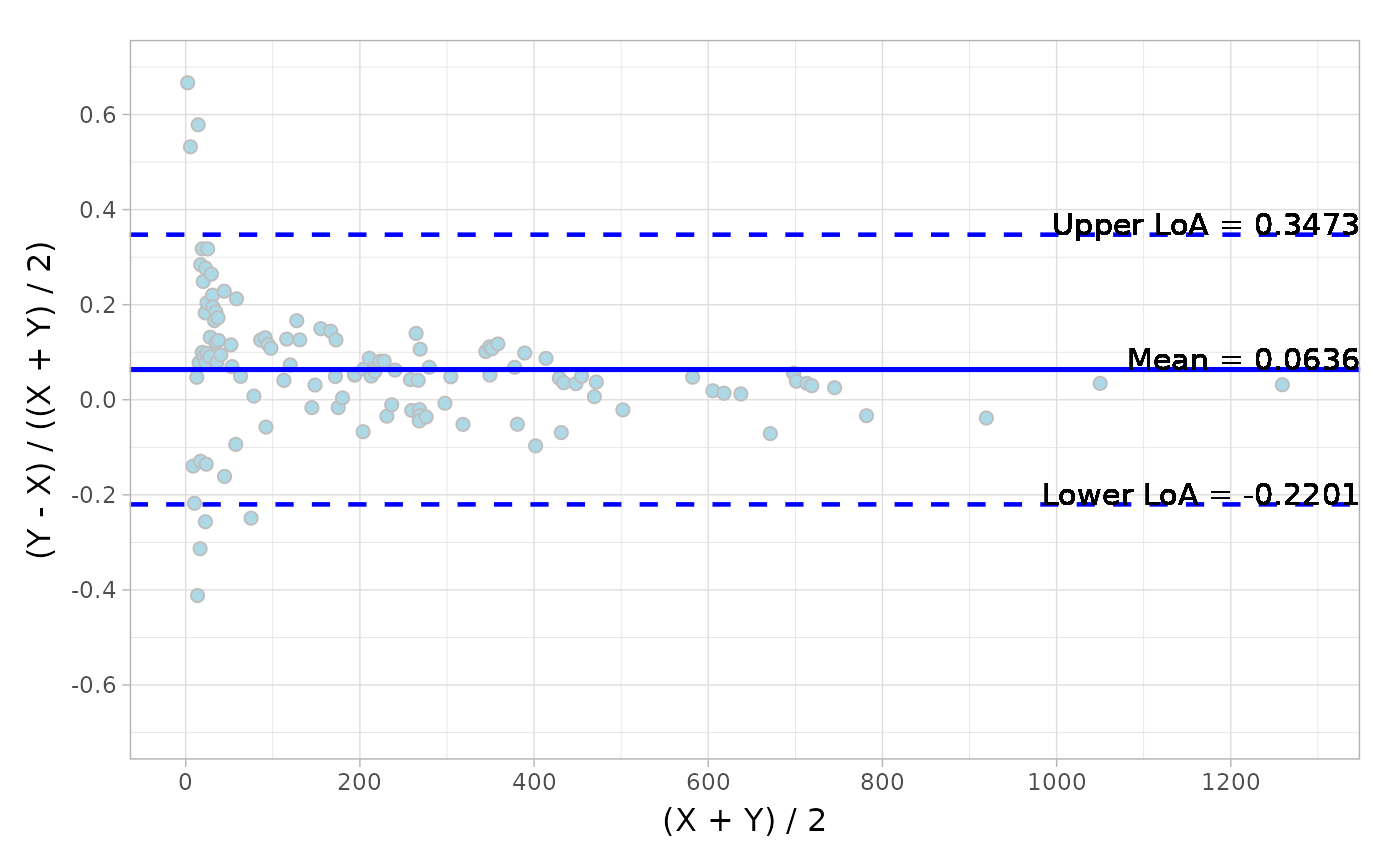 0.6
0.4
0.2
0.0
-0.2
-0.4
-0.6
(Y - X) / ((X + Y) / 2)
Upper LoA = 0.3473
Mean = 0.0636
Lower LoA = -0.2201
0 200 400 600 800 1000 1200
(X + Y) / 2